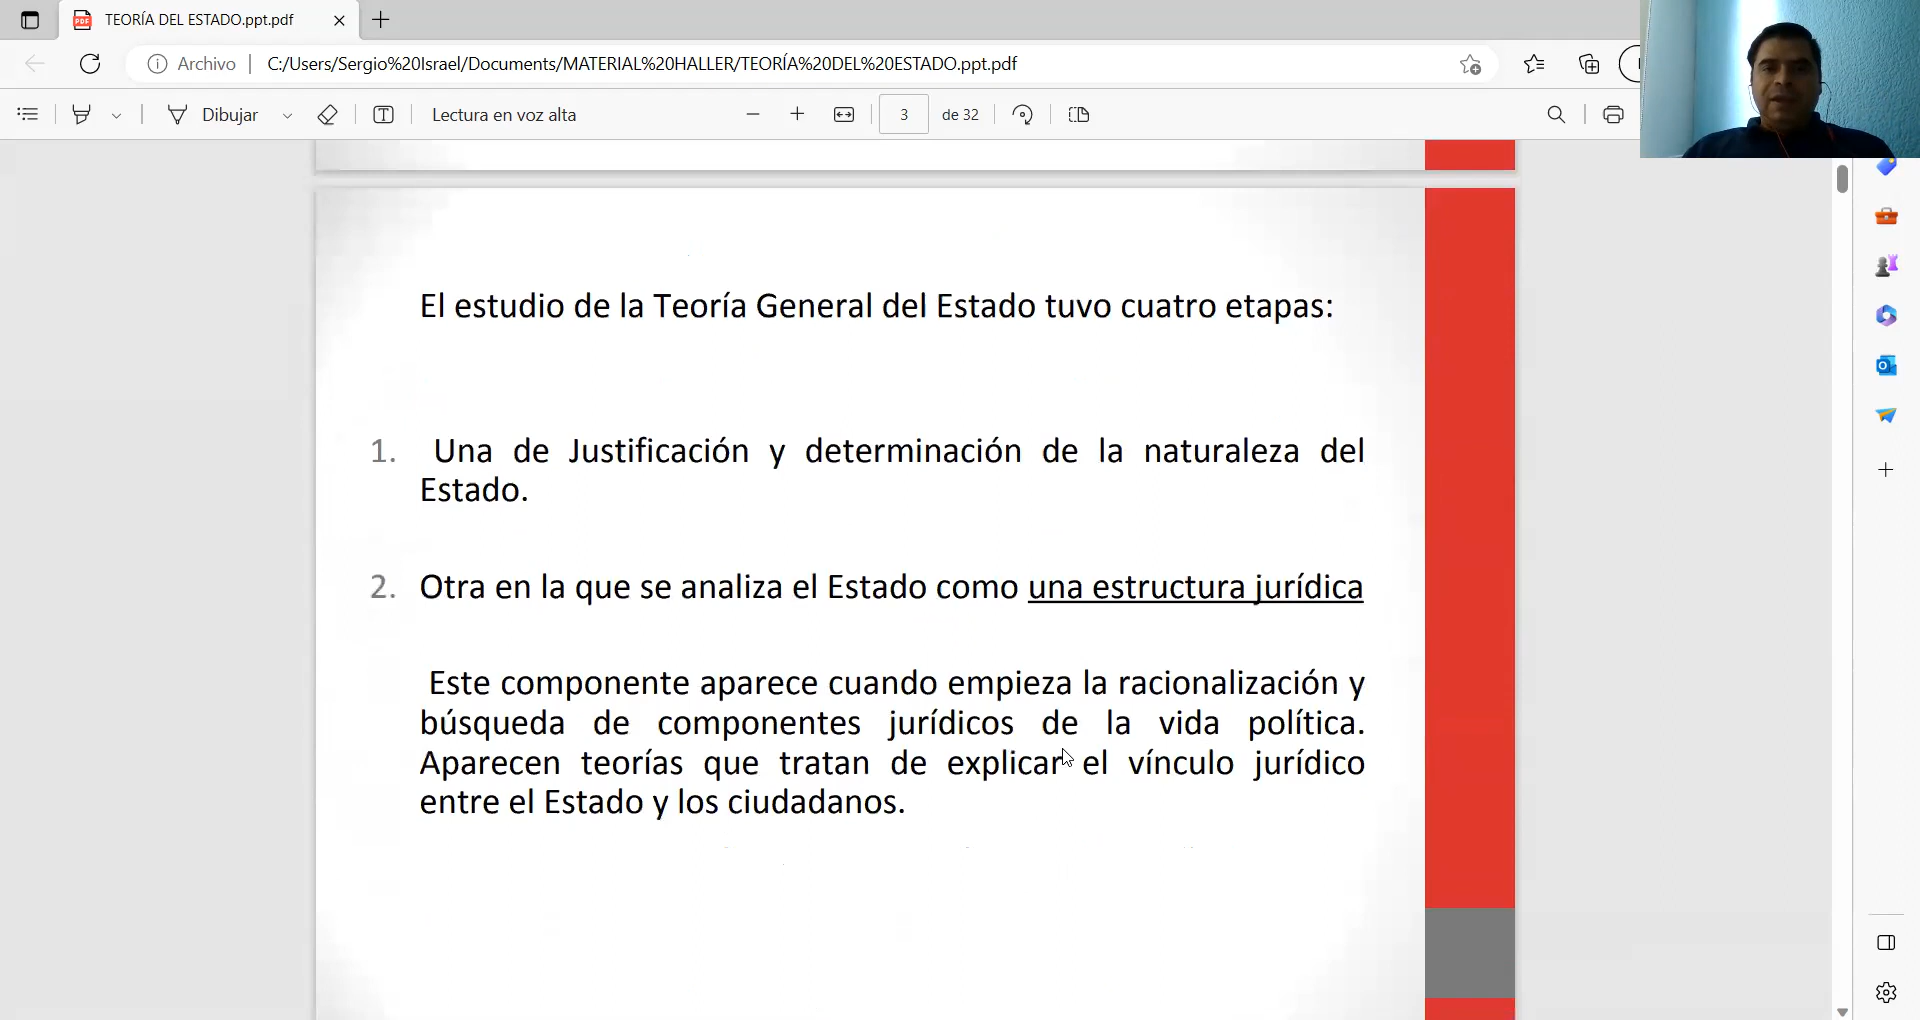 TEORÍA DEL ESTADO.ppt.pdf
Archivo
C:/Users/Sergio%20Israel/Documents/MATERIAL%20HALLER/TEORÍA%20DEL%20ESTADO.ppt.pdf
Dibujar
Lectura en voz alta
3
de 32
El estudio de la Teoría General del Estado tuvo cuatro etapas:
1. Una de Justificación y determinación de la naturaleza del
Estado.
2. Otra en la que se analiza el Estado como una estructura jurídica
Este componente aparece cuando empieza la racionalización y
búsqueda de componentes jurídicos de la vida política.
Aparecen teorías que tratan de explicar el vínculo jurídico
entre el Estado y los ciudadanos.